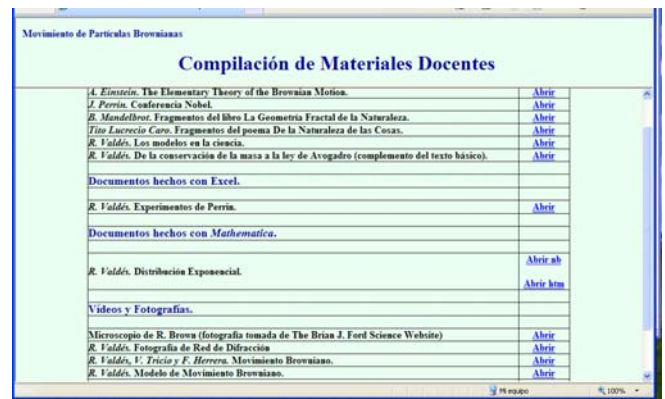 Movimiento de Partículas Brownianas
Compilación de Materiales Docentes
A. Einstein. The Elementary Theory of the Brownian Motion. Abrir
J. Perrin. Conferencia Nobel. Abrir
B. Mandelbrot. Fragmentos del libro La Geometría Fractal de la Naturaleza. Abrir
Tito Lucrecio Caro. Fragmentos del poema De la Naturaleza de las Cosas. Abrir
R. Valdés. Los modelos en la ciencia. Abrir
R. Valdés. De la conservación de la masa a la ley de Avogadro (complemento del texto básico). Abrir
Documentos hechos con Excel.
R. Valdés. Experimentos de Perrin. Abrir
Documentos hechos con Mathematica.
R. Valdés. Distribución Exponencial. Abrir nb
Abrir htm
Vídeos y Fotografías.
Microscopio de R. Brown (fotografía tomada de The Brian J. Ford Science Website) Abrir
R. Valdés. Fotografía de Red de Difracción Abrir
R. Valdés, V. Tricio y F. Herrera. Movimiento Browniano. Abrir
R. Valdés. Modelo de Movimiento Browniano. Abrir
Mi equipo 100%